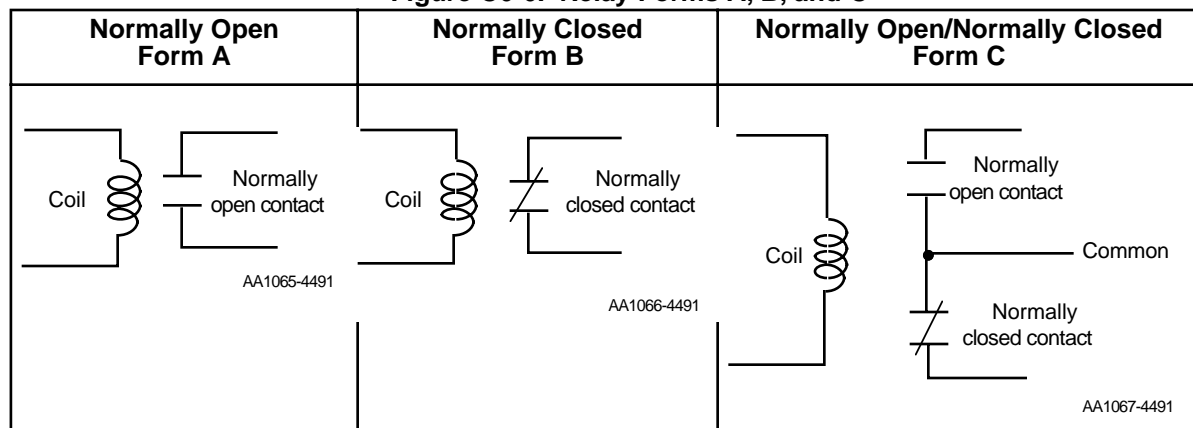 Normally Open
Form A
Normally Closed
Form B
Normally Open/Normally Closed
Form C
Coil
Normally
open contact
AA1065-4491
Coil
Normally
closed contact
AA1066-4491
Coil
Normally
open contact
Common
Normally
closed contact
AA1067-4491